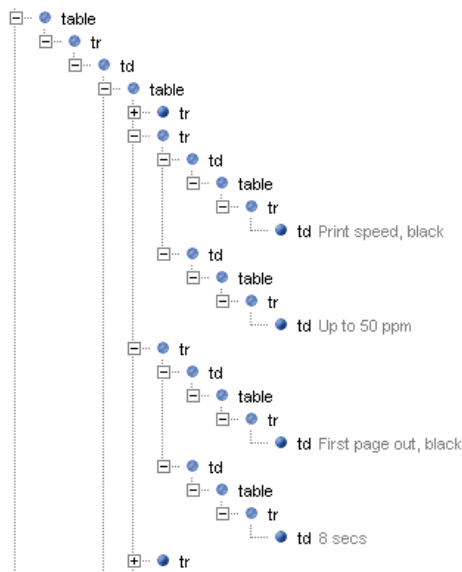 table
tr
td
table
tr
tr
td
table
tr
td Print speed, black
td
table
tr
td Up to 50 ppm
tr
td
table
tr
td First page out, black
td
table
tr
td 8 secs
tr